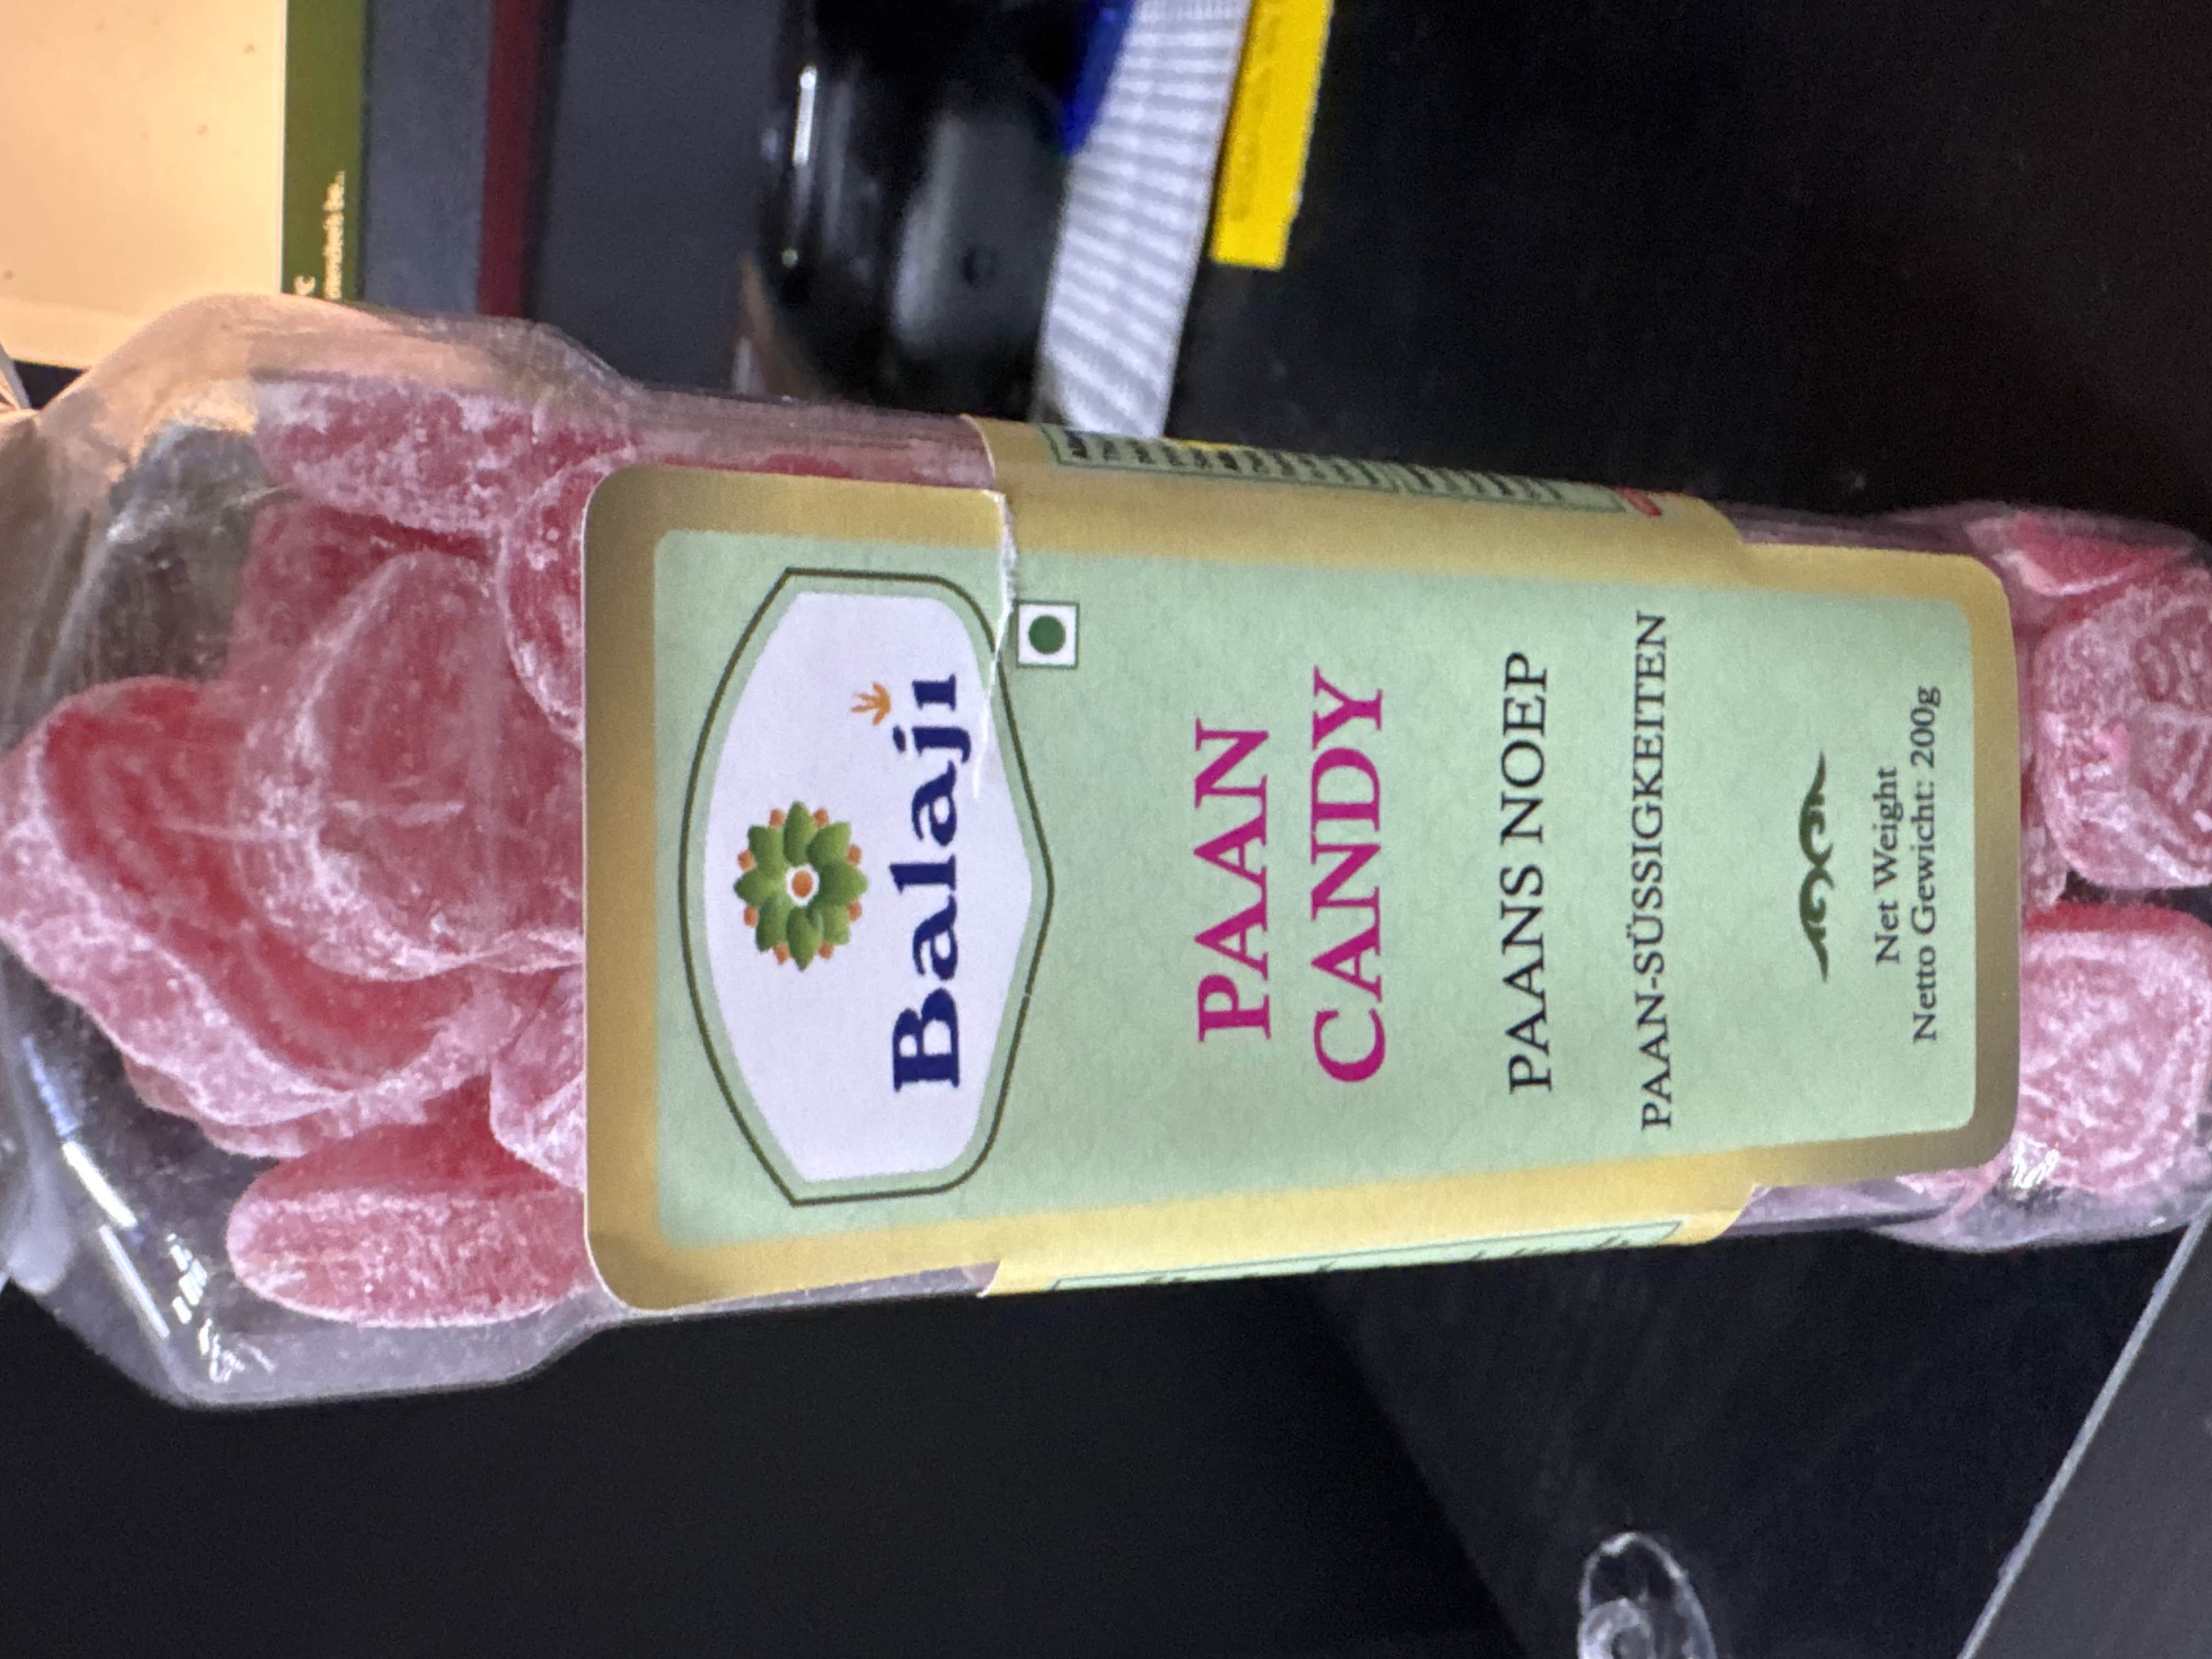 Balaji
PAAN
CANDY
PAANS NOEP
PAAN-SÜSSIGKEITEN
Net Weight
Netto Gewicht: 200g